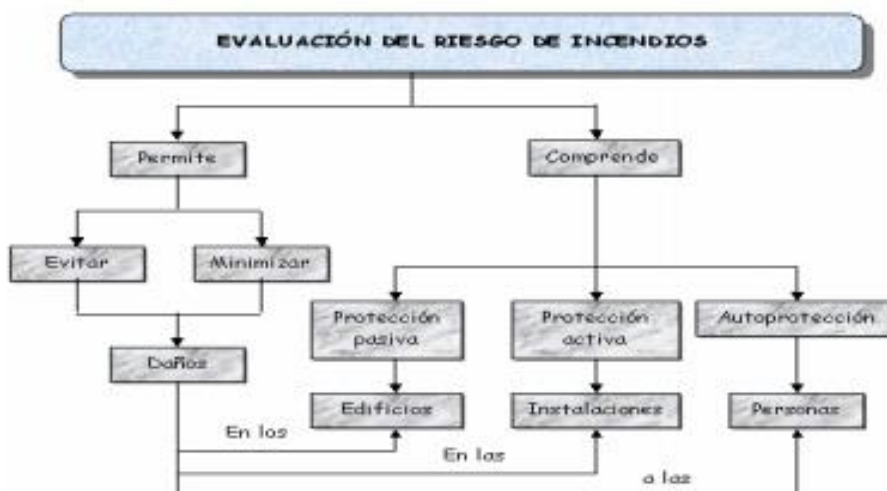 EVALUACIÓN DEL RIESGO DE INCENDIOS
Permite
Comprende
Evitar
Minimizar
Protección
pasiva
Protección
activa
Autoprotección
Daños
Edificios
Instalaciones
Personas
En los
En las
a las